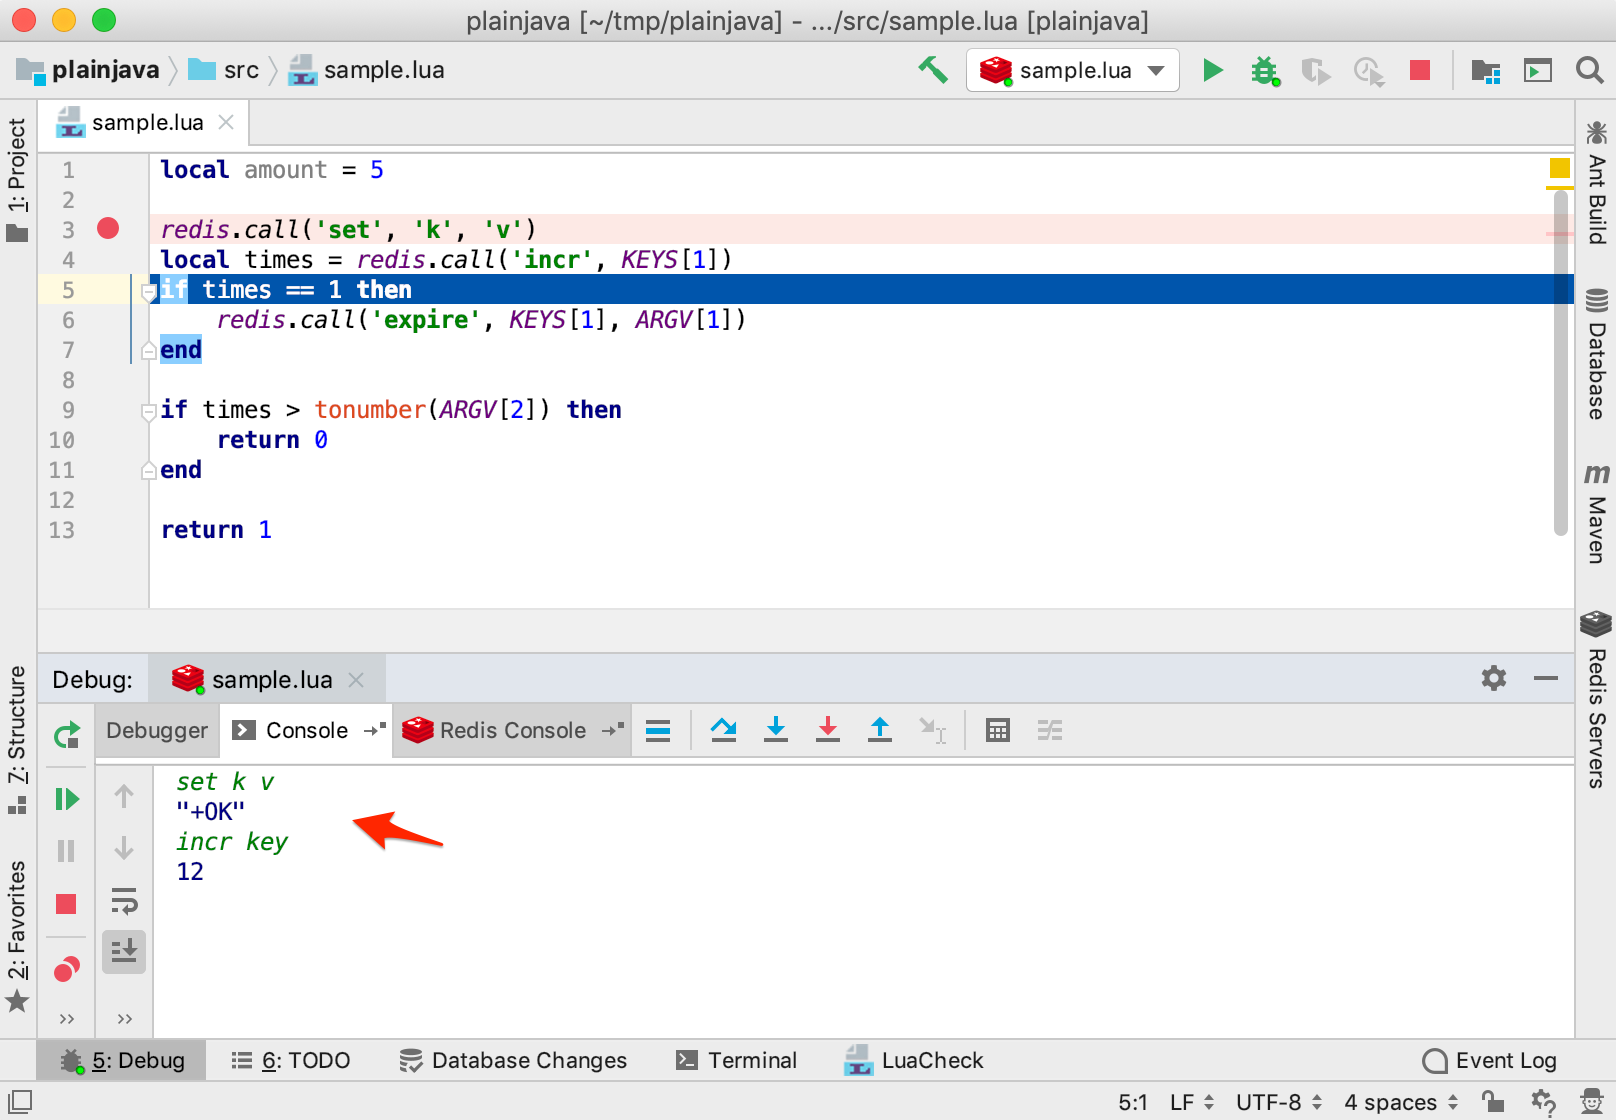 plainjava [~/tmp/plainjava] - .../src/sample.lua [plainjava]
plainjava
src
sample.lua
sample.lua
1: Project
sample.lua
1 local amount = 5
2
3 redis.call('set', 'k', 'v')
4 local times = redis.call('incr', KEYS[1])
5 if times == 1 then
6 redis.call('expire', KEYS[1], ARGV[1])
7 end
8
9 if times > tonumber(ARGV[2]) then
10 return 0
11 end
12
13 return 1
Ant Build
Database
m
Maven
Redis Servers
7: Structure
2: Favorites
Debug:
sample.lua
Debugger
Console
Redis Console
set k v
"+OK"
incr key
12
5: Debug
6: TODO
Database Changes
Terminal
LuaCheck
Event Log
5:1
LF
UTF-8
4 spaces